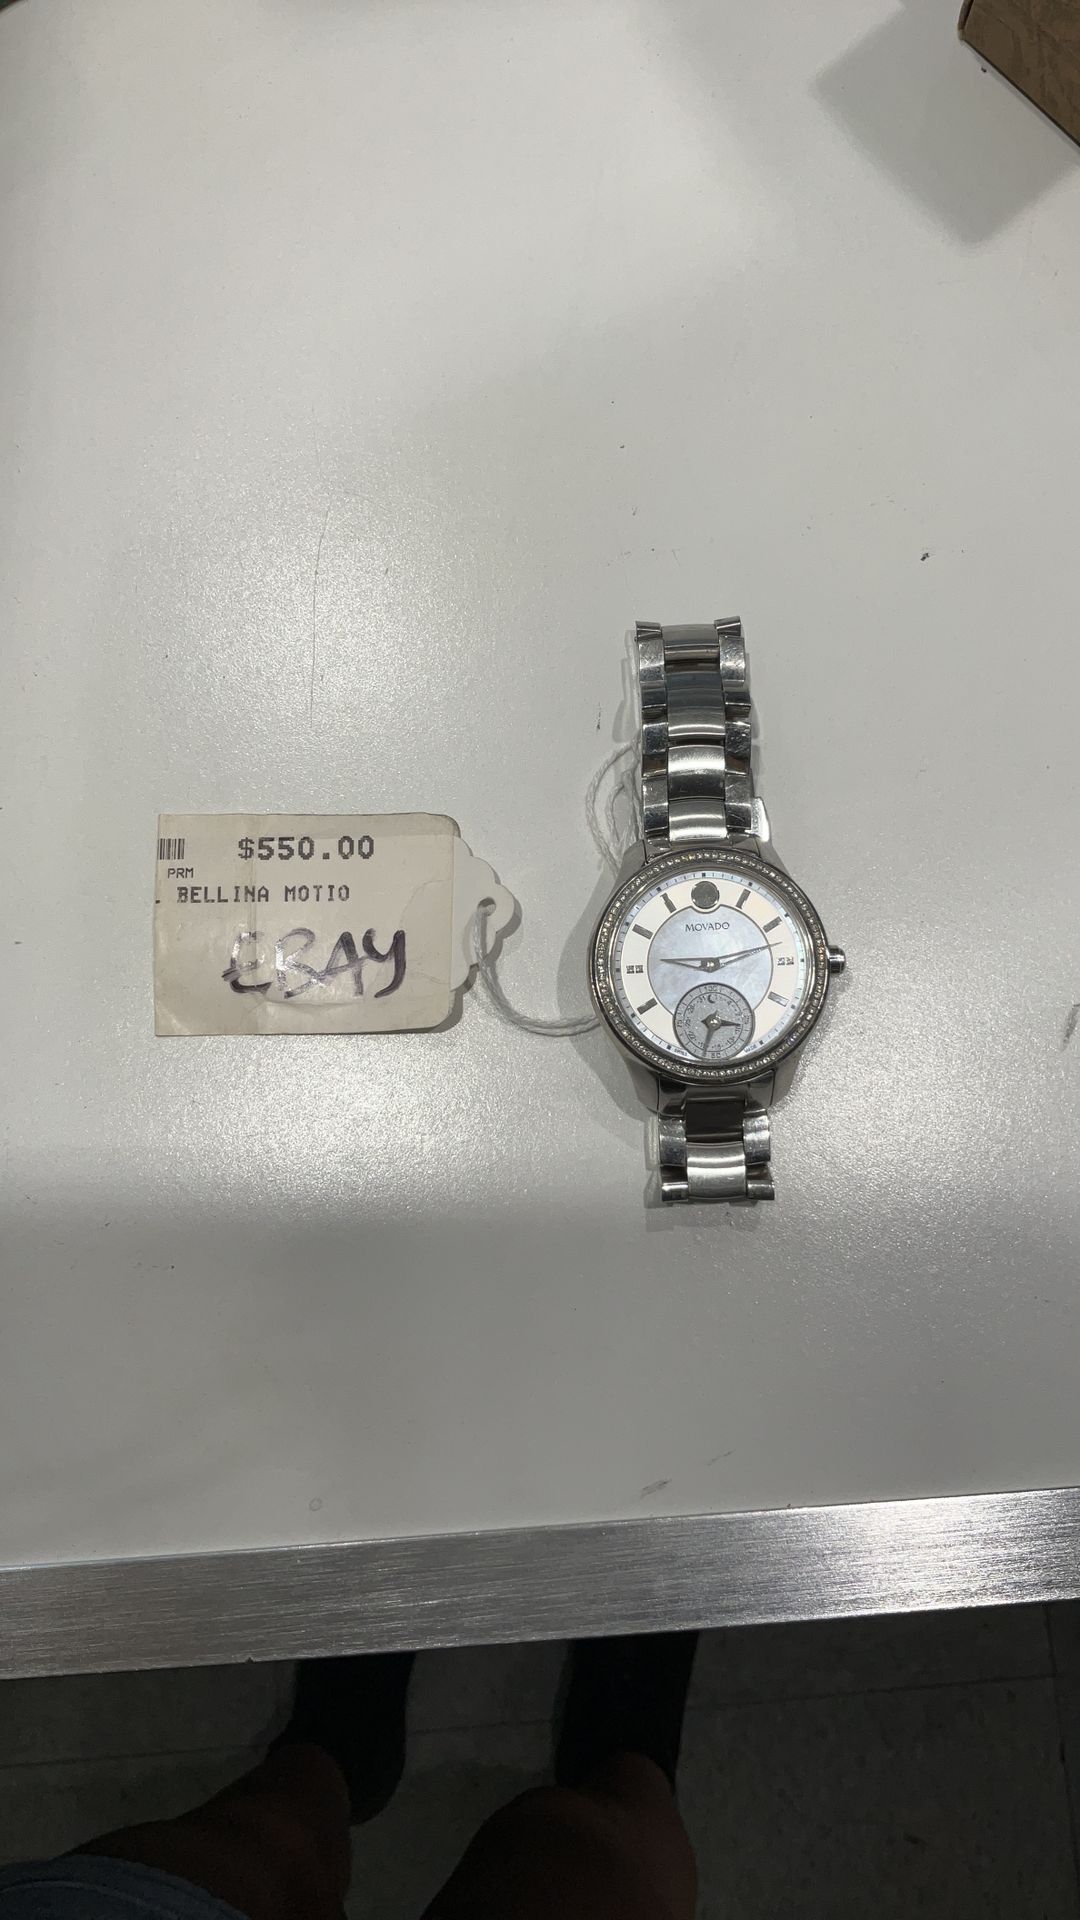 $550.00
PRM
. BELLINA MOTIO
EBAY
MOVADO